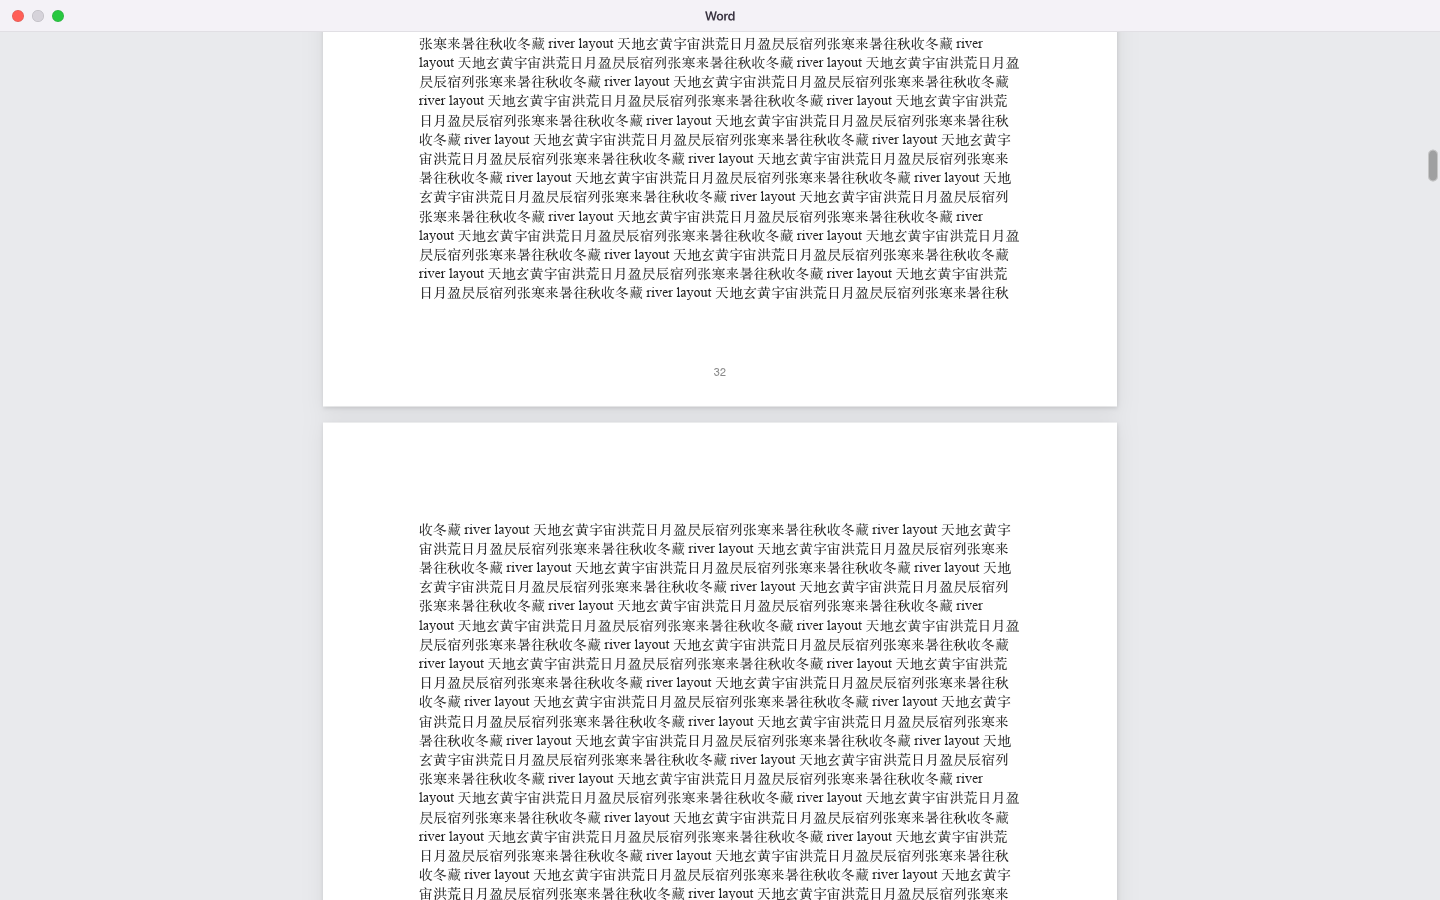 Word
张寒来暑往秋收冬藏 river layout 天地玄黄宇宙洪荒日月盈昃辰宿列张寒来暑往秋收冬藏 river
layout 天地玄黄宇宙洪荒日月盈昃辰宿列张寒来暑往秋收冬藏 river layout 天地玄黄宇宙洪荒日月盈
昃辰宿列张寒来暑往秋收冬藏 river layout 天地玄黄宇宙洪荒日月盈昃辰宿列张寒来暑往秋收冬藏
river layout 天地玄黄宇宙洪荒日月盈昃辰宿列张寒来暑往秋收冬藏 river layout 天地玄黄宇宙洪荒
日月盈昃辰宿列张寒来暑往秋收冬藏 river layout 天地玄黄宇宙洪荒日月盈昃辰宿列张寒来暑往秋
收冬藏 river layout 天地玄黄宇宙洪荒日月盈昃辰宿列张寒来暑往秋收冬藏 river layout 天地玄黄宇
宙洪荒日月盈昃辰宿列张寒来暑往秋收冬藏 river layout 天地玄黄宇宙洪荒日月盈昃辰宿列张寒来
暑往秋收冬藏 river layout 天地玄黄宇宙洪荒日月盈昃辰宿列张寒来暑往秋收冬藏 river layout 天地
玄黄宇宙洪荒日月盈昃辰宿列张寒来暑往秋收冬藏 river layout 天地玄黄宇宙洪荒日月盈昃辰宿列
张寒来暑往秋收冬藏 river layout 天地玄黄宇宙洪荒日月盈昃辰宿列张寒来暑往秋收冬藏 river
layout 天地玄黄宇宙洪荒日月盈昃辰宿列张寒来暑往秋收冬藏 river layout 天地玄黄宇宙洪荒日月盈
昃辰宿列张寒来暑往秋收冬藏 river layout 天地玄黄宇宙洪荒日月盈昃辰宿列张寒来暑往秋收冬藏
river layout 天地玄黄宇宙洪荒日月盈昃辰宿列张寒来暑往秋收冬藏 river layout 天地玄黄宇宙洪荒
日月盈昃辰宿列张寒来暑往秋收冬藏 river layout 天地玄黄宇宙洪荒日月盈昃辰宿列张寒来暑往秋
32
收冬藏 river layout 天地玄黄宇宙洪荒日月盈昃辰宿列张寒来暑往秋收冬藏 river layout 天地玄黄宇
宙洪荒日月盈昃辰宿列张寒来暑往秋收冬藏 river layout 天地玄黄宇宙洪荒日月盈昃辰宿列张寒来
暑往秋收冬藏 river layout 天地玄黄宇宙洪荒日月盈昃辰宿列张寒来暑往秋收冬藏 river layout 天地
玄黄宇宙洪荒日月盈昃辰宿列张寒来暑往秋收冬藏 river layout 天地玄黄宇宙洪荒日月盈昃辰宿列
张寒来暑往秋收冬藏 river layout 天地玄黄宇宙洪荒日月盈昃辰宿列张寒来暑往秋收冬藏 river
layout 天地玄黄宇宙洪荒日月盈昃辰宿列张寒来暑往秋收冬藏 river layout 天地玄黄宇宙洪荒日月盈
昃辰宿列张寒来暑往秋收冬藏 river layout 天地玄黄宇宙洪荒日月盈昃辰宿列张寒来暑往秋收冬藏
river layout 天地玄黄宇宙洪荒日月盈昃辰宿列张寒来暑往秋收冬藏 river layout 天地玄黄宇宙洪荒
日月盈昃辰宿列张寒来暑往秋收冬藏 river layout 天地玄黄宇宙洪荒日月盈昃辰宿列张寒来暑往秋
收冬藏 river layout 天地玄黄宇宙洪荒日月盈昃辰宿列张寒来暑往秋收冬藏 river layout 天地玄黄宇
宙洪荒日月盈昃辰宿列张寒来暑往秋收冬藏 river layout 天地玄黄宇宙洪荒日月盈昃辰宿列张寒来
暑往秋收冬藏 river layout 天地玄黄宇宙洪荒日月盈昃辰宿列张寒来暑往秋收冬藏 river layout 天地
玄黄宇宙洪荒日月盈昃辰宿列张寒来暑往秋收冬藏 river layout 天地玄黄宇宙洪荒日月盈昃辰宿列
张寒来暑往秋收冬藏 river layout 天地玄黄宇宙洪荒日月盈昃辰宿列张寒来暑往秋收冬藏 river
layout 天地玄黄宇宙洪荒日月盈昃辰宿列张寒来暑往秋收冬藏 river layout 天地玄黄宇宙洪荒日月盈
昃辰宿列张寒来暑往秋收冬藏 river layout 天地玄黄宇宙洪荒日月盈昃辰宿列张寒来暑往秋收冬藏
river layout 天地玄黄宇宙洪荒日月盈昃辰宿列张寒来暑往秋收冬藏 river layout 天地玄黄宇宙洪荒
日月盈昃辰宿列张寒来暑往秋收冬藏 river layout 天地玄黄宇宙洪荒日月盈昃辰宿列张寒来暑往秋
收冬藏 river layout 天地玄黄宇宙洪荒日月盈昃辰宿列张寒来暑往秋收冬藏 river layout 天地玄黄宇
宙洪荒日月盈昃辰宿列张寒来暑往秋收冬藏 river layout 天地玄黄宇宙洪荒日月盈昃辰宿列张寒来